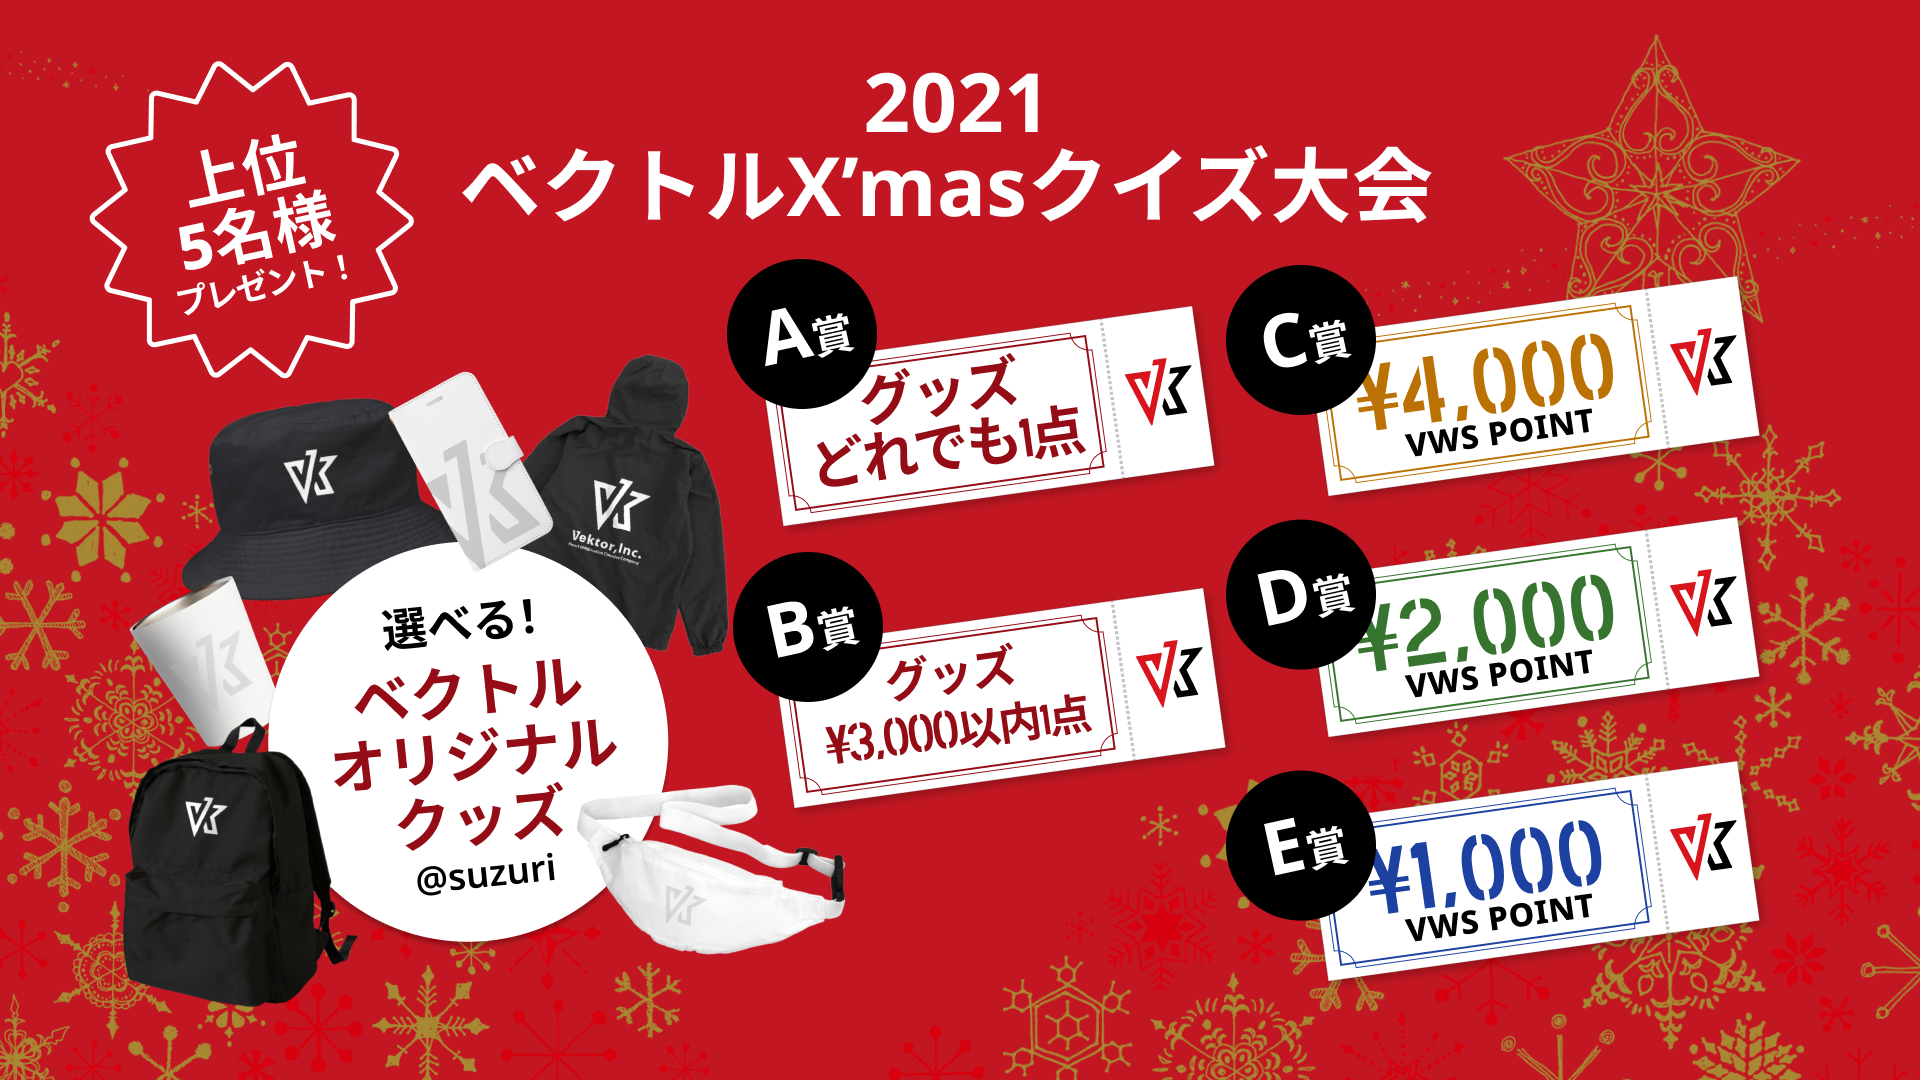 2021
ベクトルX’masクイズ大会
上位
5名様
プレゼント！
選べる！
ベクトル
オリジナル
クッズ
@suzuri
Vektor,Inc.
A賞
グッズ
どれでも1点
B賞
グッズ
¥3,000以内1点
C賞
¥4,000
VWS POINT
D賞
¥2,000
VWS POINT
E賞
¥1,000
VWS POINT